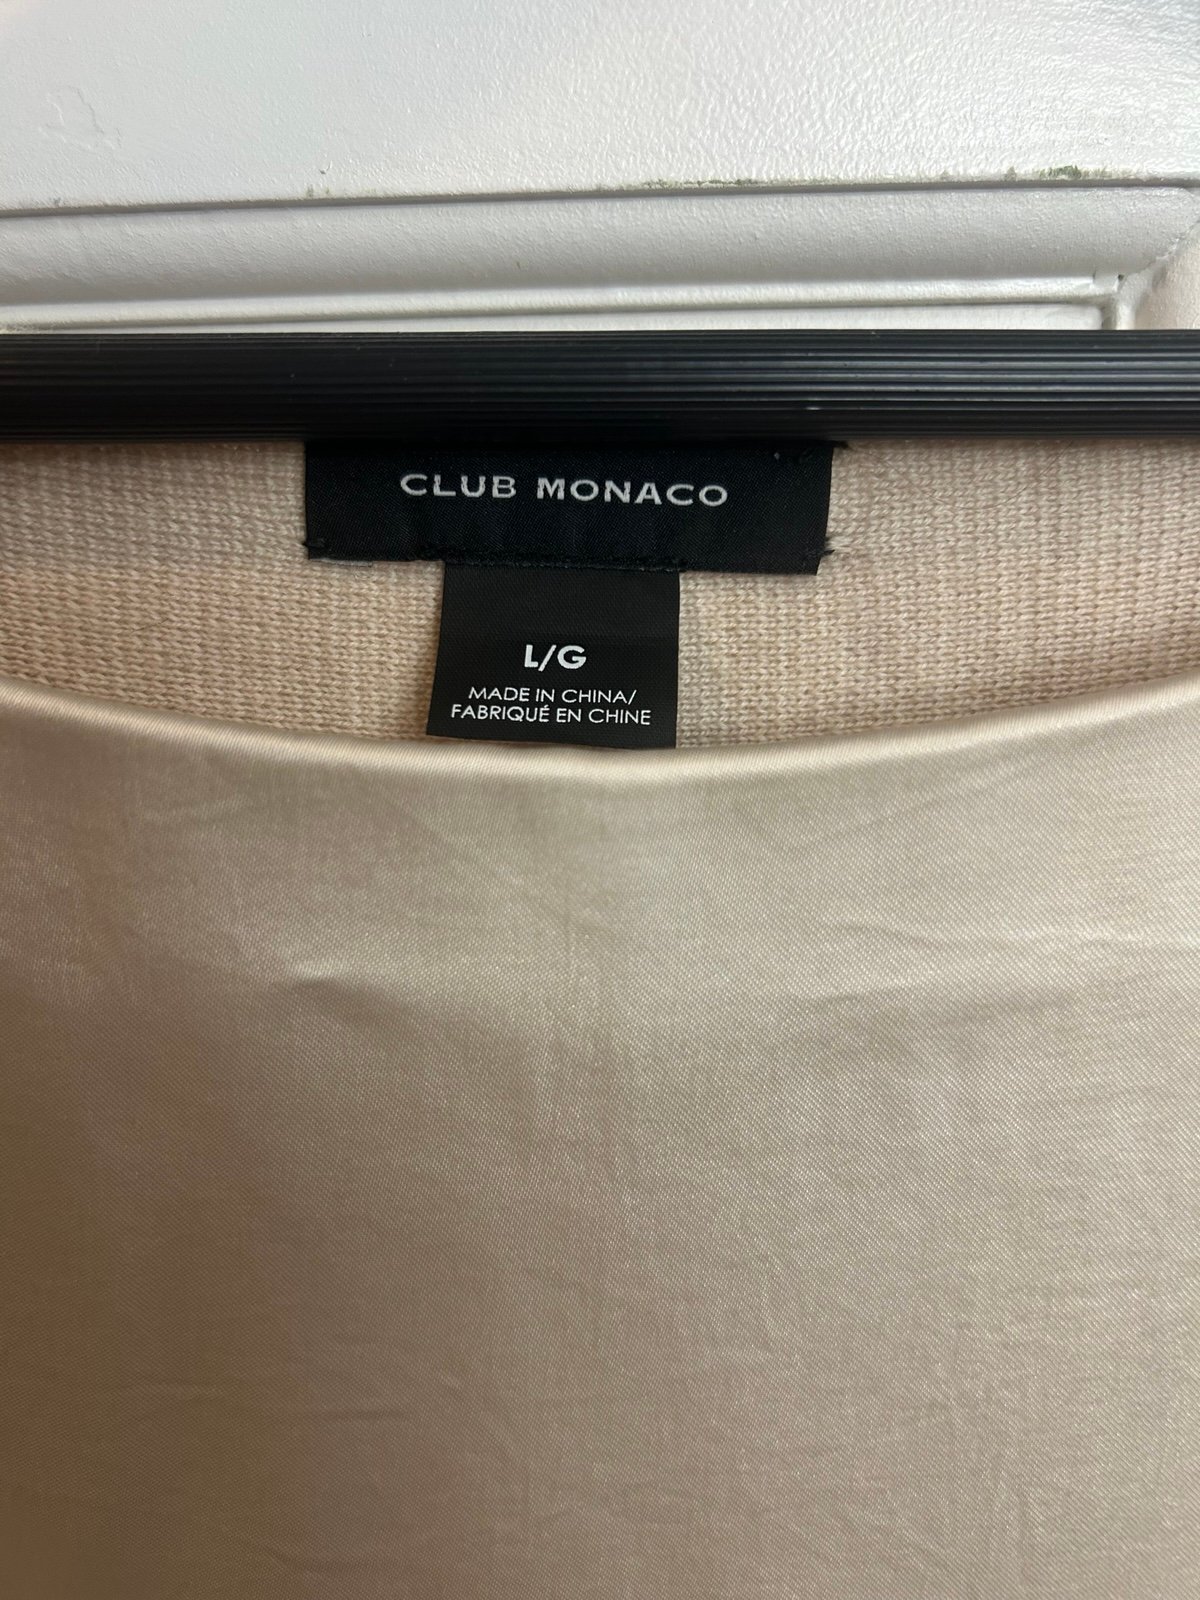 CLUB MONACO
L/G
MADE IN CHINA/
FABRIQUÉ EN CHINE